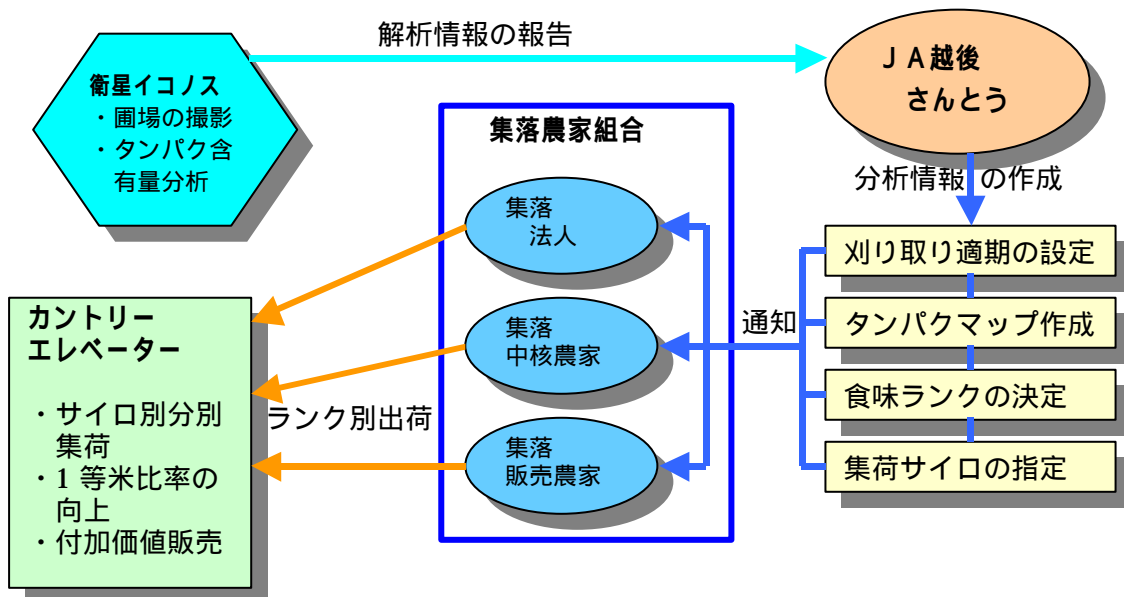 解析情報の報告
衛星イコノス
・圃場の撮影
・タンパク含
有量分析
ＪＡ越後
さんとう
分析情報の作成
集落農家組合
集落
法人
集落
中核農家
集落
販売農家
通知
刈り取り適期の設定
タンパクマップ作成
食味ランクの決定
集荷サイロの指定
ランク別出荷
カントリー
エレベーター
・サイロ別分別
集荷
・1 等米比率の
向上
・付加価値販売